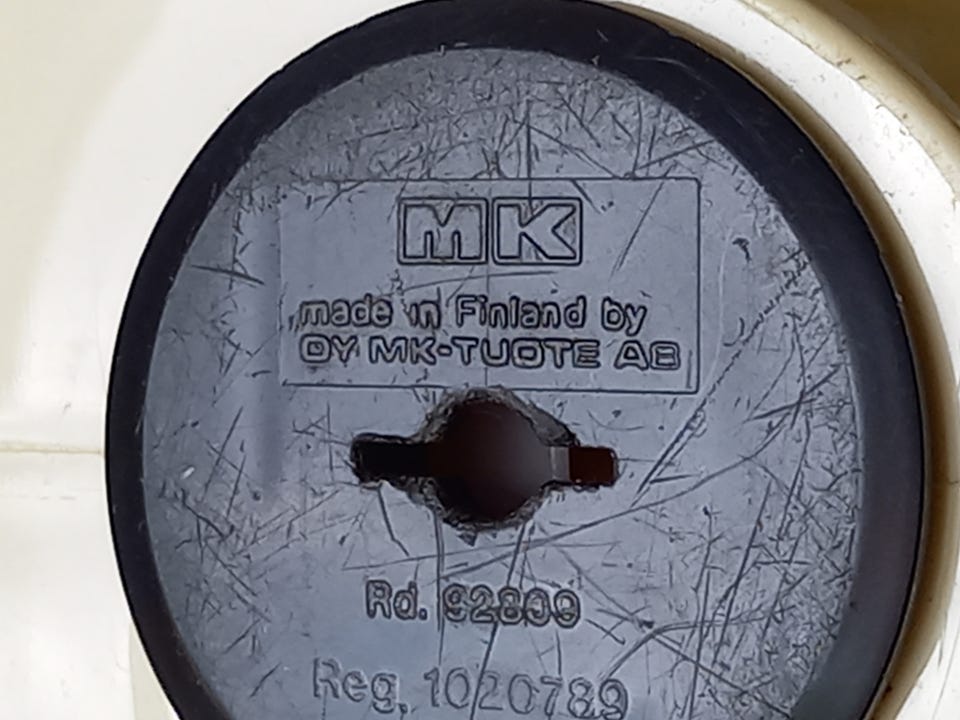 MK
made in Finland by
OY MK-TUOTE AB
Rd. 92809
Reg. 1020789